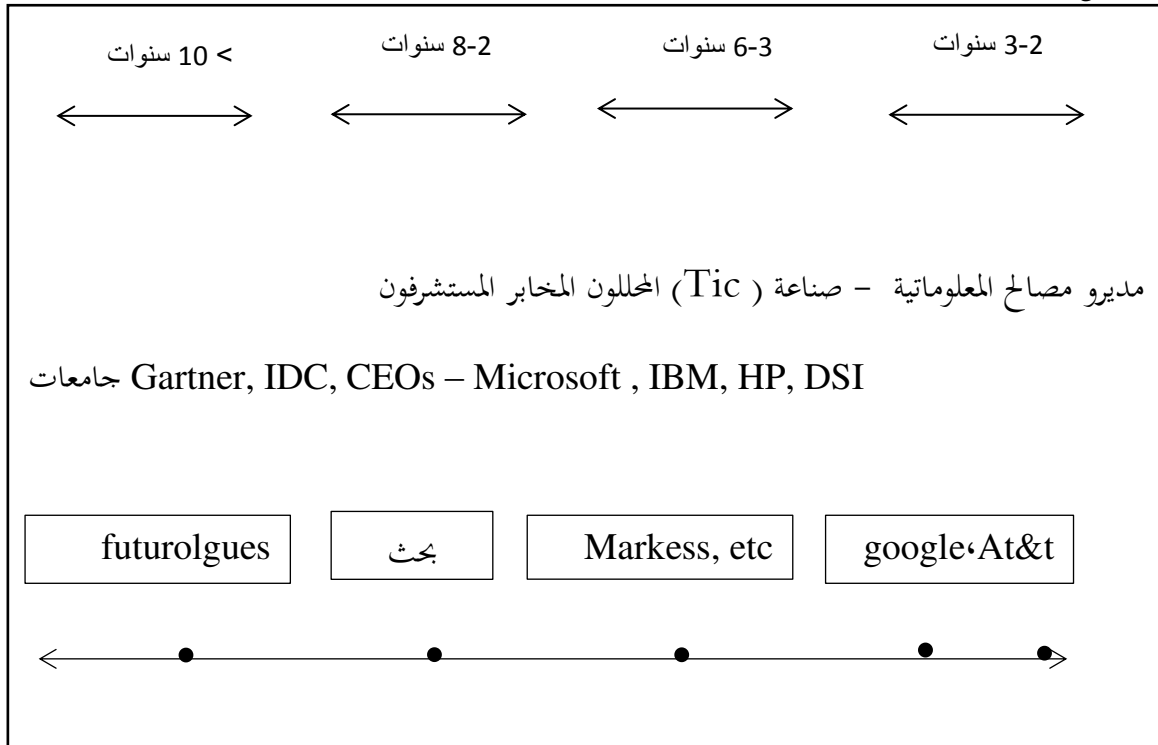 2-3 سنوات
3-6 سنوات
2-8 سنوات
> 10 سنوات
مديرو مصالح المعلوماتية - صناعة ( Tic) المحللون المخابر المستشرفون
جامعات Gartner, IDC, CEOs – Microsoft , IBM, HP, DSI
google،At&t
Markess, etc
بحث
futurolgues